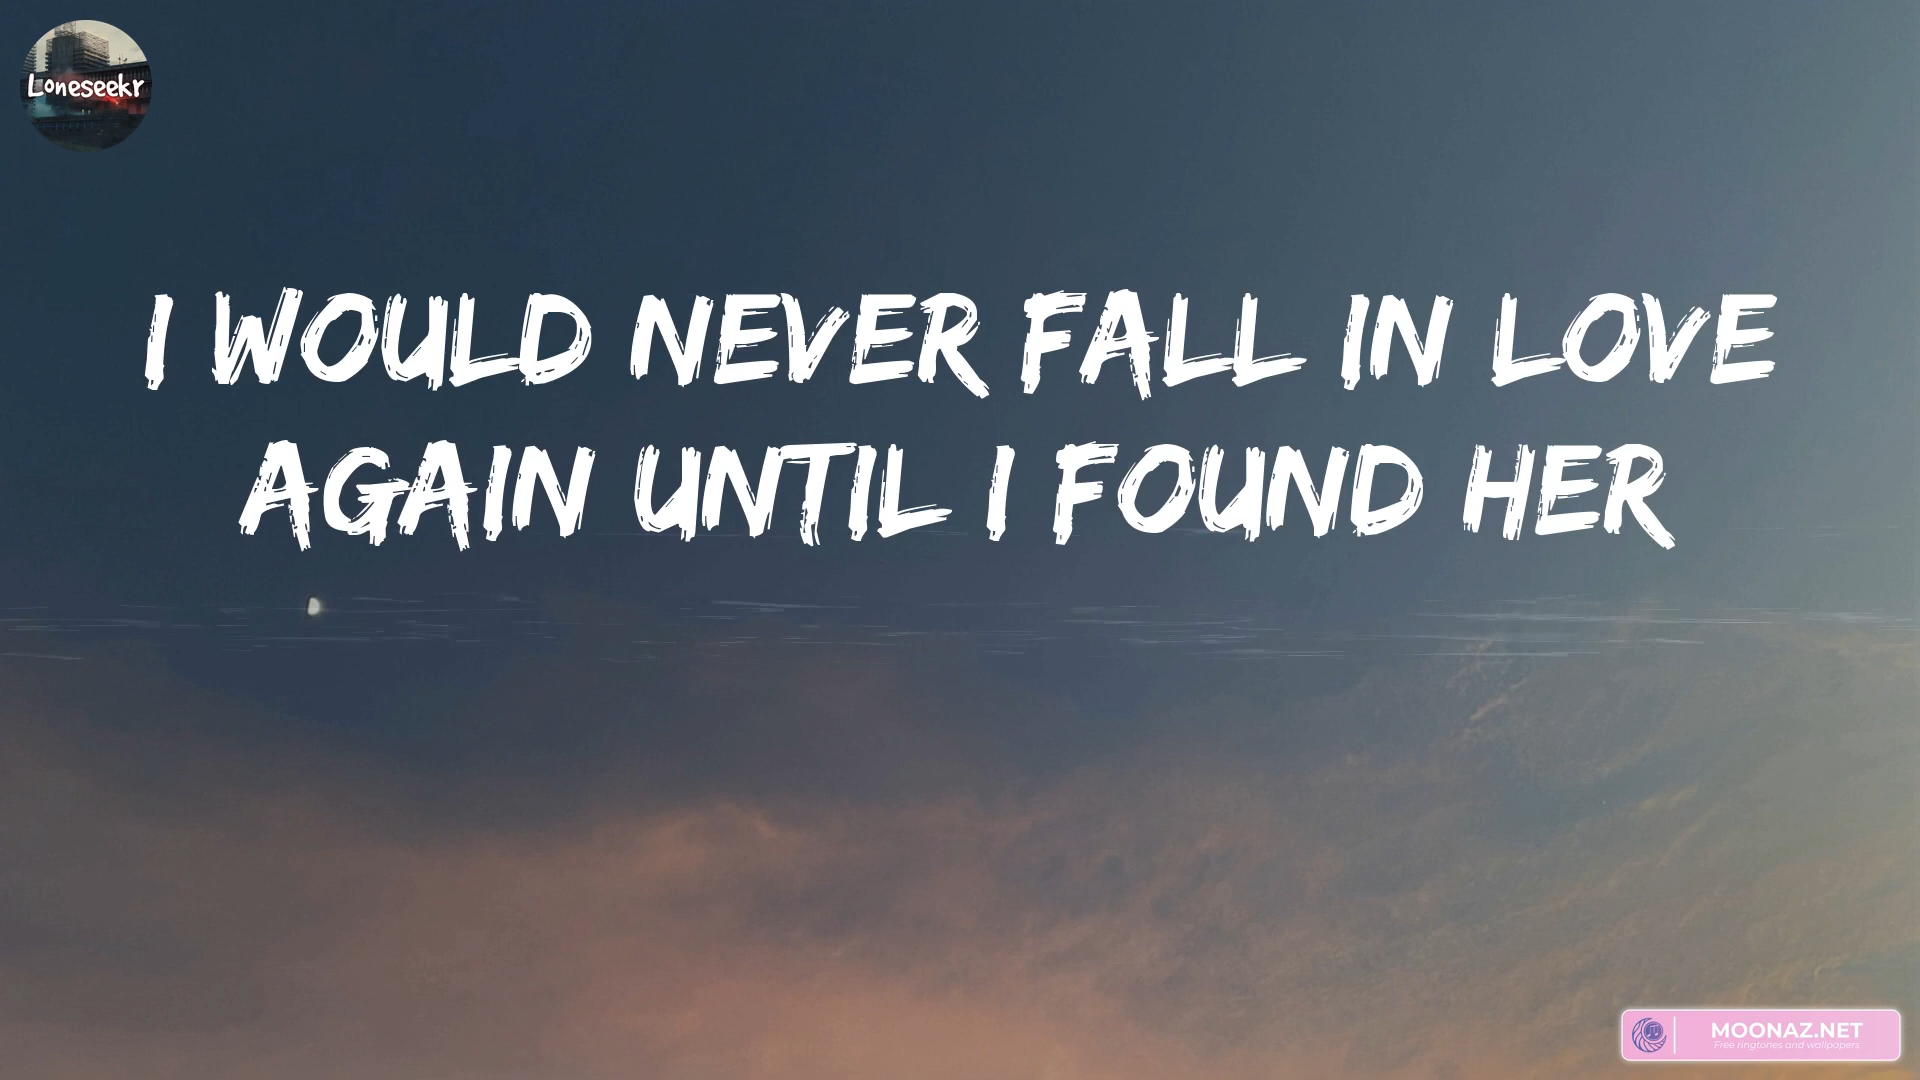 Loneseekr
I WOULD NEVER FALL IN LOVE
AGAIN UNTIL I FOUND HER
MOONAZ.NET
Free ringtones and wallpapers